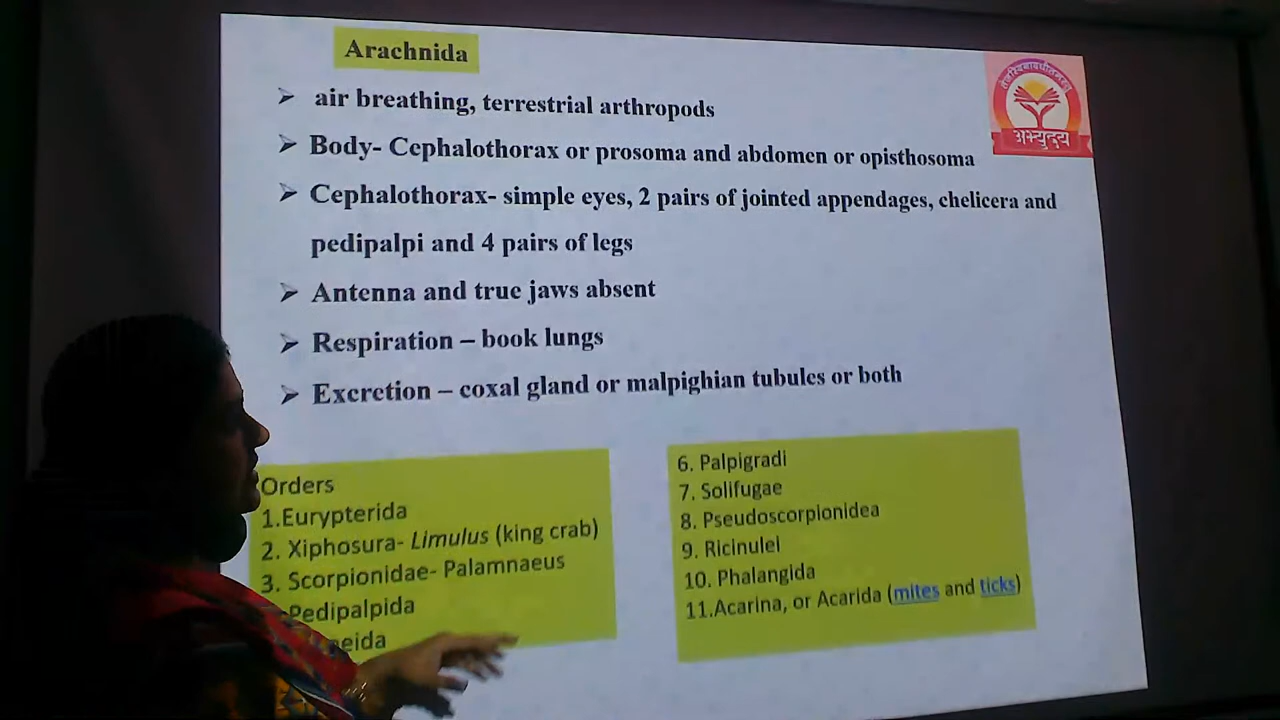 Arachnida
air breathing, terrestrial arthropods
Body- Cephalothorax or prosoma and abdomen or opisthosoma
Cephalothorax- simple eyes, 2 pairs of jointed appendages, chelicera and
pedipalpi and 4 pairs of legs
Antenna and true jaws absent
Respiration – book lungs
Excretion – coxal gland or malpighian tubules or both
Orders
1.Eurypterida
2. Xiphosura- Limulus (king crab)
3. Scorpionidae- Palamnaeus
Pedipalpida
6. Palpigradi
7. Solifugae
8. Pseudoscorpionidea
9. Ricinulei
10. Phalangida
11.Acarina, or Acarida (mites and ticks)
अभ्युदय